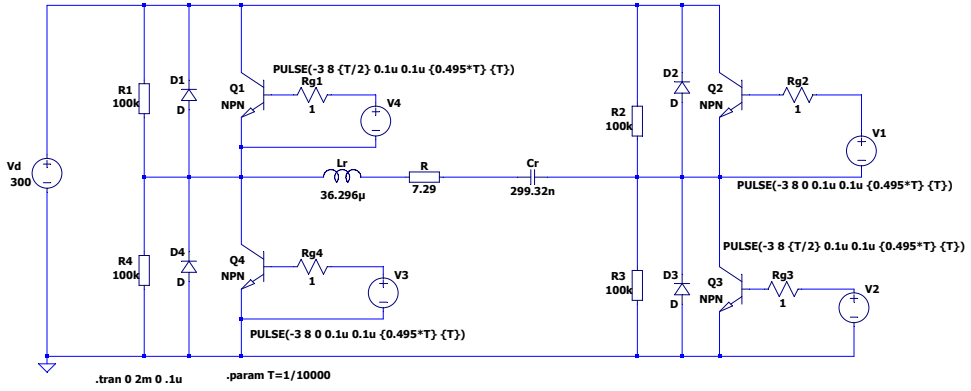 PULSE(-3 8 {T/2} 0.1u 0.1u {0.495*T} {T})
D1
D
R1
100k
Q1
NPN
Rg1
1
V4
D2
D
Q2
NPN
Rg2
1
R2
100k
V1
Vd
300
Lr
36.296µ
R
7.29
Cr
299.32n
PULSE(-3 8 0 0.1u 0.1u {0.495*T} {T})
PULSE(-3 8 {T/2} 0.1u 0.1u {0.495*T} {T})
R4
100k
D4
D
Q4
NPN
Rg4
1
V3
R3
100k
D3
D
Q3
NPN
Rg3
1
V2
PULSE(-3 8 0 0.1u 0.1u {0.495*T} {T})
.tran 0 2m 0 .1u
.param T=1/10000